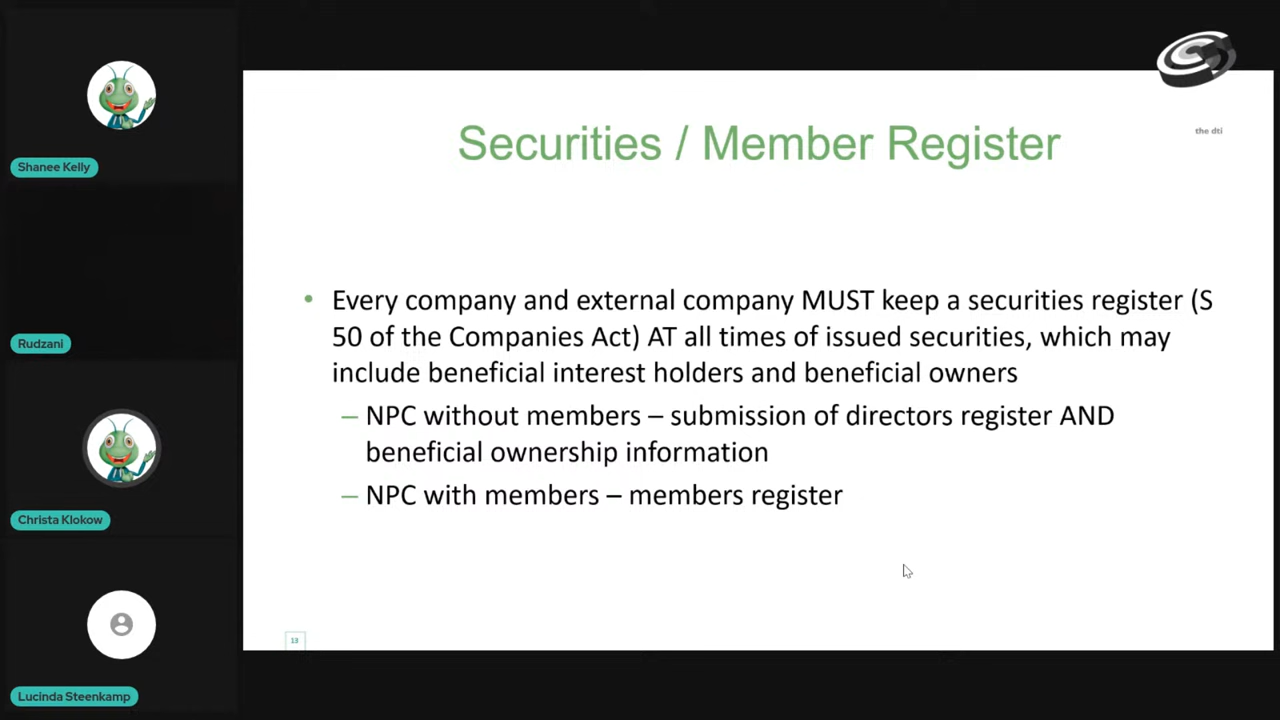 Shanee Kelly
Rudzani
Christa Klokow
Lucinda Steenkamp
the dti
Securities / Member Register
• Every company and external company MUST keep a securities register (S
50 of the Companies Act) AT all times of issued securities, which may
include beneficial interest holders and beneficial owners
– NPC without members – submission of directors register AND
beneficial ownership information
– NPC with members – members register
13